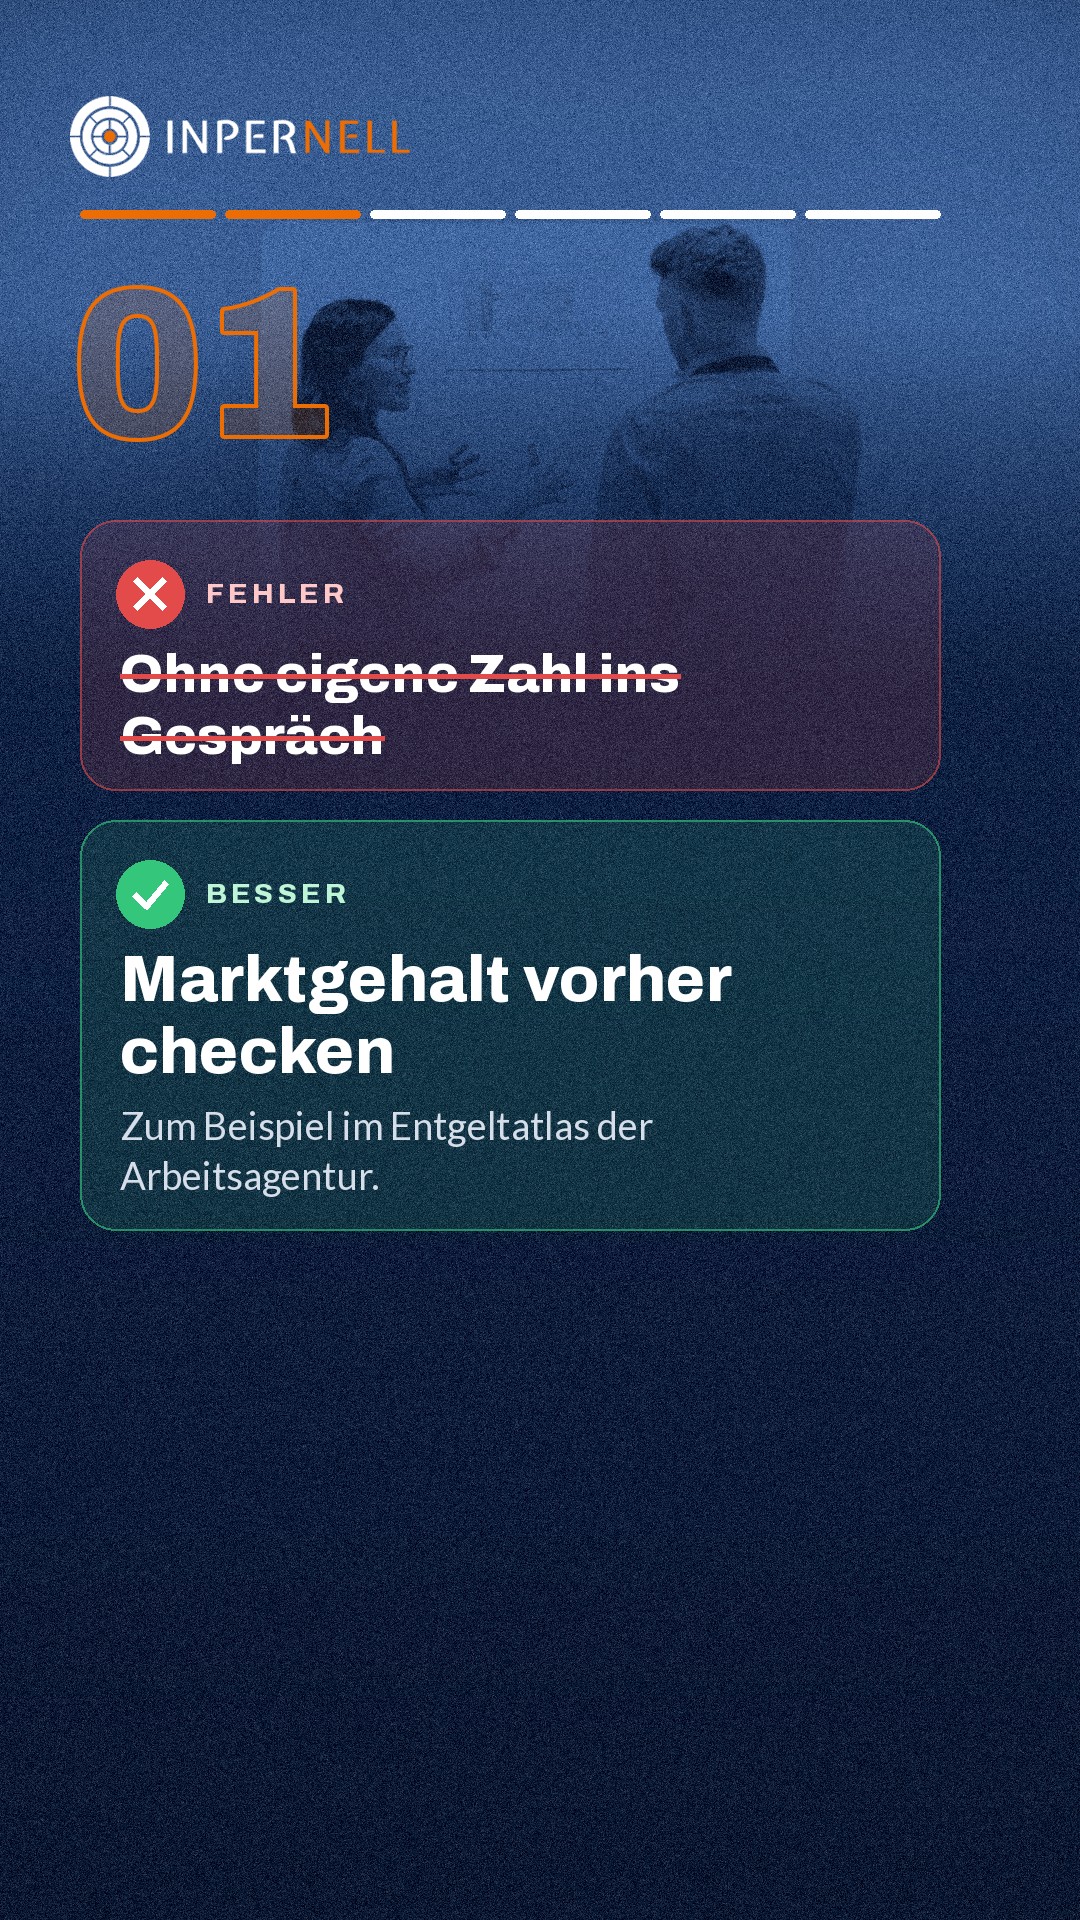 INPERNELL
01
FEHLER
Ohne eigene Zahl ins
Gespräch
BESSER
Marktgehalt vorher
checken
Zum Beispiel im Entgeltatlas der
Arbeitsagentur.